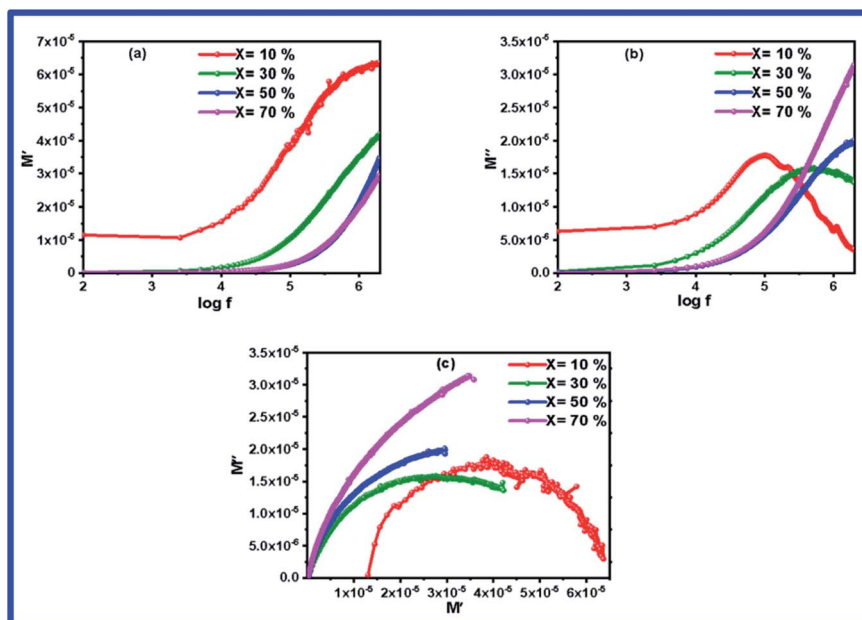 (a)
X= 10 %
X= 30 %
X= 50 %
X= 70 %
7x10⁻⁵
6x10⁻⁵
5x10⁻⁵
4x10⁻⁵
3x10⁻⁵
2x10⁻⁵
1x10⁻⁵
0
M′
2 3 4 5 6
log f
(b)
X= 10 %
X= 30 %
X= 50 %
X= 70 %
3.5x10⁻⁵
3.0x10⁻⁵
2.5x10⁻⁵
2.0x10⁻⁵
1.5x10⁻⁵
1.0x10⁻⁵
5.0x10⁻⁶
0.0
M′′
2 3 4 5 6
log f
(c)
X= 10 %
X= 30 %
X= 50 %
X= 70 %
3.5x10⁻⁵
3.0x10⁻⁵
2.5x10⁻⁵
2.0x10⁻⁵
1.5x10⁻⁵
1.0x10⁻⁵
5.0x10⁻⁶
0.0
M′′
1x10⁻⁵ 2x10⁻⁵ 3x10⁻⁵ 4x10⁻⁵ 5x10⁻⁵ 6x10⁻⁵
M′